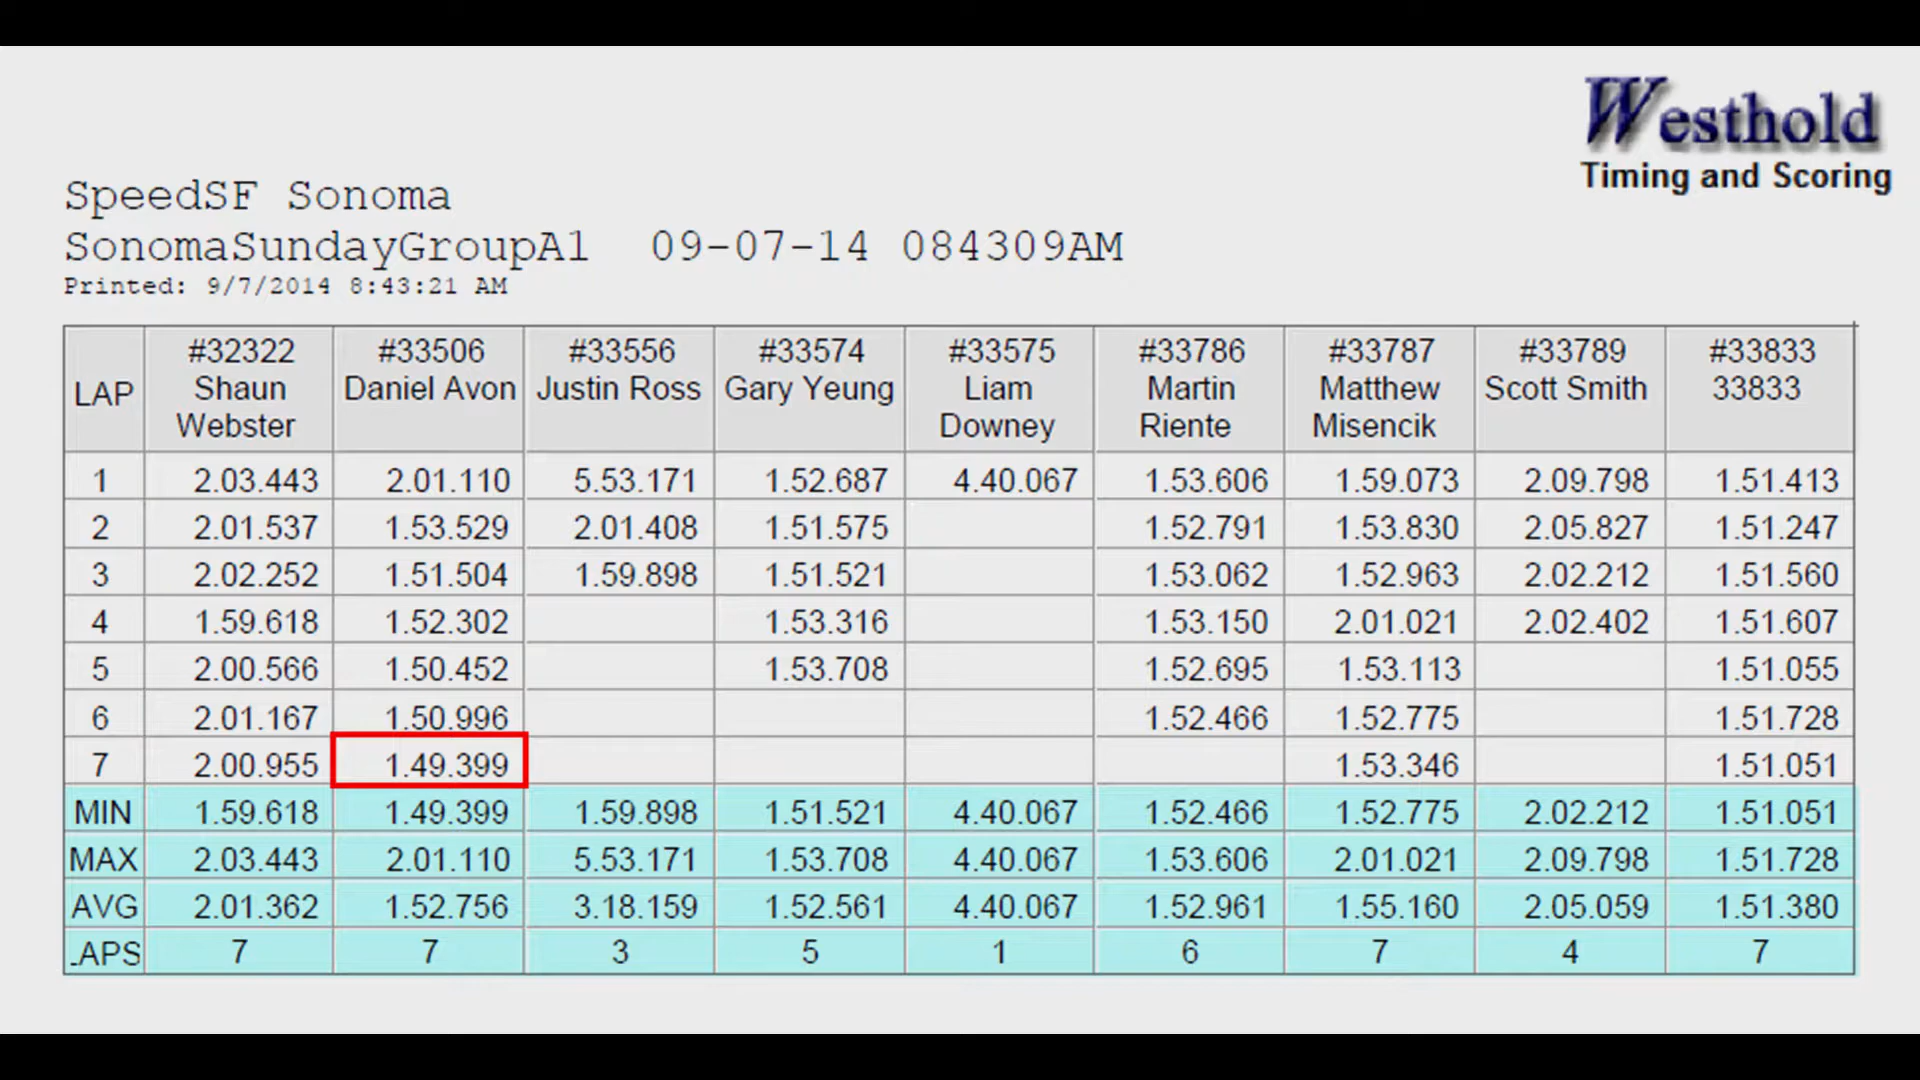 Westhold
Timing and Scoring
SpeedSF Sonoma
SonomaSundayGroupA1 09-07-14 084309AM
Printed: 9/7/2014 8:43:21 AM
LAP #32322 Shaun Webster #33506 Daniel Avon #33556 Justin Ross #33574 Gary Yeung #33575 Liam Downey #33786 Martin Riente #33787 Matthew Misencik #33789 Scott Smith #33833 33833
1 2.03.443 2.01.110 5.53.171 1.52.687 4.40.067 1.53.606 1.59.073 2.09.798 1.51.413
2 2.01.537 1.53.529 2.01.408 1.51.575 1.52.791 1.53.830 2.05.827 1.51.247
3 2.02.252 1.51.504 1.59.898 1.51.521 1.53.062 1.52.963 2.02.212 1.51.560
4 1.59.618 1.52.302 1.53.316 1.53.150 2.01.021 2.02.402 1.51.607
5 2.00.566 1.50.452 1.53.708 1.52.695 1.53.113 1.51.055
6 2.01.167 1.50.996 1.52.466 1.52.775 1.51.728
7 2.00.955 1.49.399 1.53.346 1.51.051
MIN 1.59.618 1.49.399 1.59.898 1.51.521 4.40.067 1.52.466 1.52.775 2.02.212 1.51.051
MAX 2.03.443 2.01.110 5.53.171 1.53.708 4.40.067 1.53.606 2.01.021 2.09.798 1.51.728
AVG 2.01.362 1.52.756 3.18.159 1.52.561 4.40.067 1.52.961 1.55.160 2.05.059 1.51.380
LAPS 7 7 3 5 1 6 7 4 7